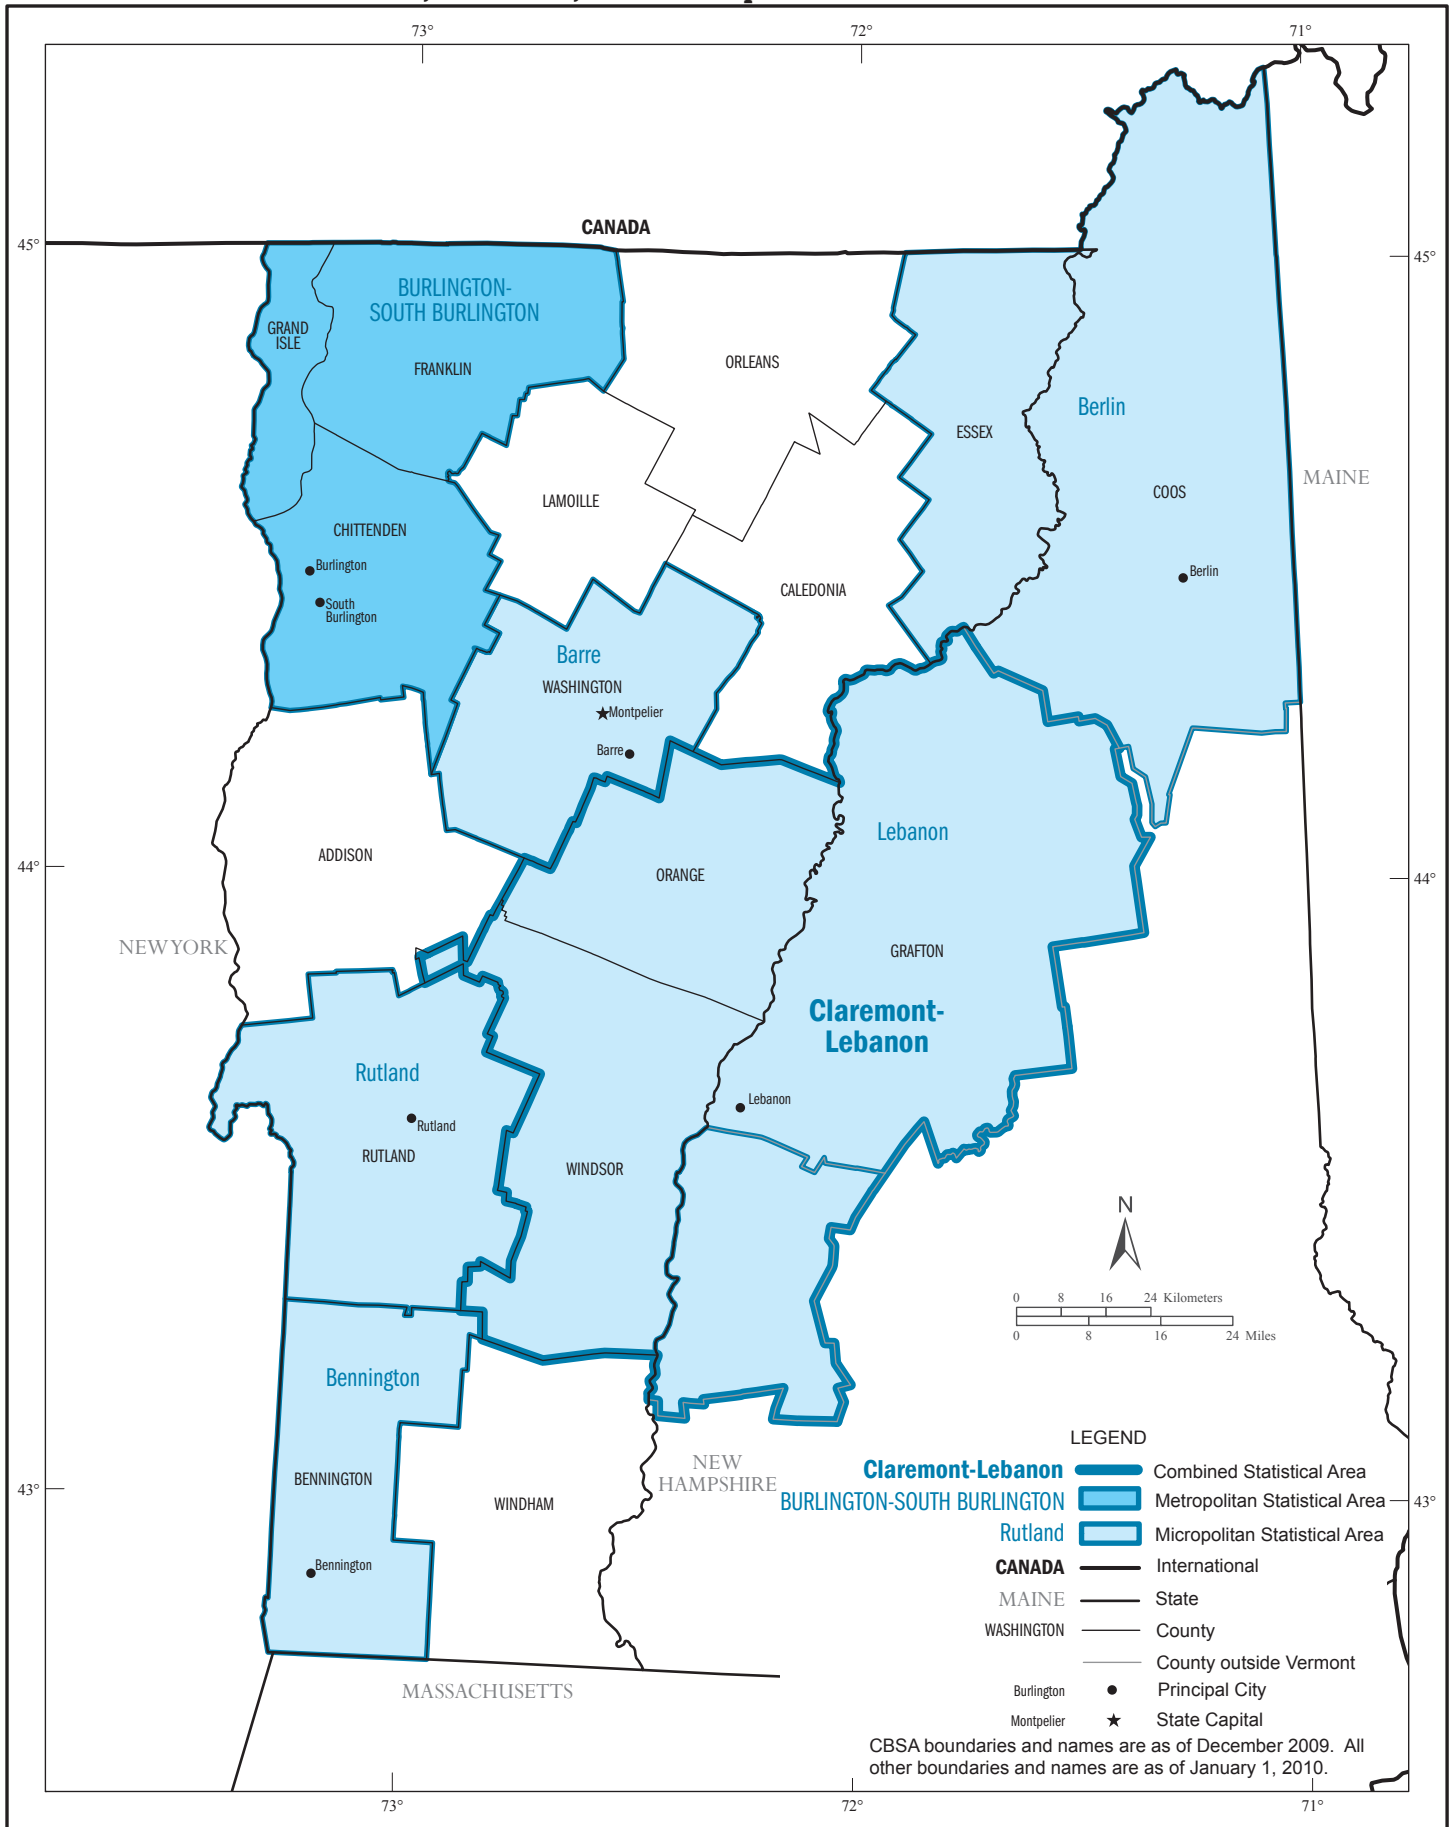 73°
72°
71°
CANADA
45°
45°
BURLINGTON-
SOUTH BURLINGTON
GRAND
ISLE
FRANKLIN
ORLEANS
Berlin
ESSEX
MAINE
COOS
LAMOILLE
CHITTENDEN
Burlington
Berlin
CALEDONIA
South
Burlington
Barre
WASHINGTON
Montpelier
Barre
Lebanon
ADDISON
44°
ORANGE
44°
NEW YORK
GRAFTON
Claremont-
Lebanon
Rutland
Lebanon
Rutland
RUTLAND
WINDSOR
N
0 8 16 24 Kilometers
0 8 16 24 Miles
Bennington
LEGEND
NEW
HAMPSHIRE
Claremont-Lebanon Combined Statistical Area
BENNINGTON
43°
WINDHAM
BURLINGTON-SOUTH BURLINGTON Metropolitan Statistical Area
43°
Rutland Micropolitan Statistical Area
Bennington
CANADA International
MAINE State
WASHINGTON County
County outside Vermont
MASSACHUSETTS
Burlington Principal City
Montpelier State Capital
CBSA boundaries and names are as of December 2009. All
other boundaries and names are as of January 1, 2010.
73°
72°
71°